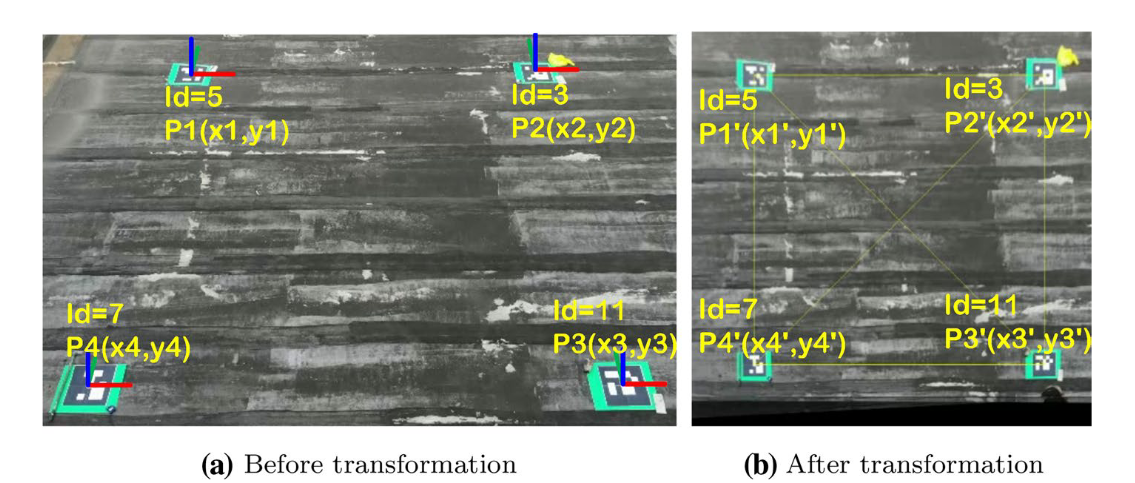 Id=5
P1(x1,y1)
Id=3
P2(x2,y2)
Id=7
P4(x4,y4)
Id=11
P3(x3,y3)
Id=5
P1'(x1',y1')
Id=3
P2'(x2',y2')
Id=7
P4'(x4',y4')
Id=11
P3'(x3',y3')
(a) Before transformation
(b) After transformation